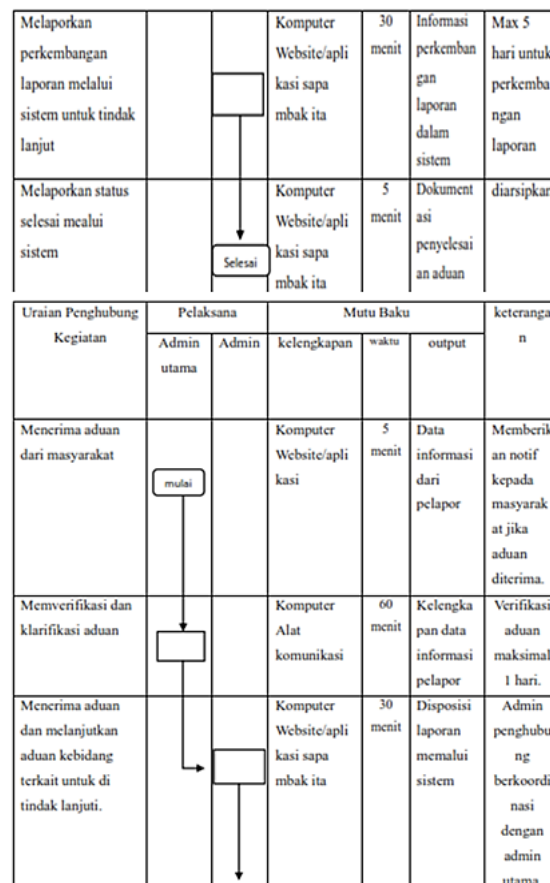 Melaporkan
perkembangan
laporan melalui
sistem untuk tindak
lanjut
Komputer
Website/apli
kasi sapa
mbak ita
30
menit
Informasi
perkemban
gan
laporan
dalam
sistem
Max 5
hari untuk
perkemba
ngan
laporan
Melaporkan status
selesai mealui
sistem
Selesai
Komputer
Website/apli
kasi sapa
mbak ita
5
menit
Dokument
asi
penyelesai
an aduan
diarsipkan
Uraian Penghubung
Kegiatan
Pelaksana
Mutu Baku
keteranga
n
Admin
utama
Admin
kelengkapan
waktu
output
Menerima aduan
dari masyarakat
mulai
Komputer
Website/apli
kasi
5
menit
Data
informasi
dari
pelapor
Memberik
an notif
kepada
masyarak
at jika
aduan
diterima.
Memverifikasi dan
klarifikasi aduan
Komputer
Alat
komunikasi
60
menit
Kelengka
pan data
informasi
pelapor
Verifikasi
aduan
maksimal
1 hari.
Menerima aduan
dan melanjutkan
aduan kebidang
terkait untuk di
tindak lanjuti.
Komputer
Website/apli
kasi sapa
mbak ita
30
menit
Disposisi
laporan
memalui
sistem
Admin
penghubu
ng
berkoordi
nasi
dengan
admin
utama